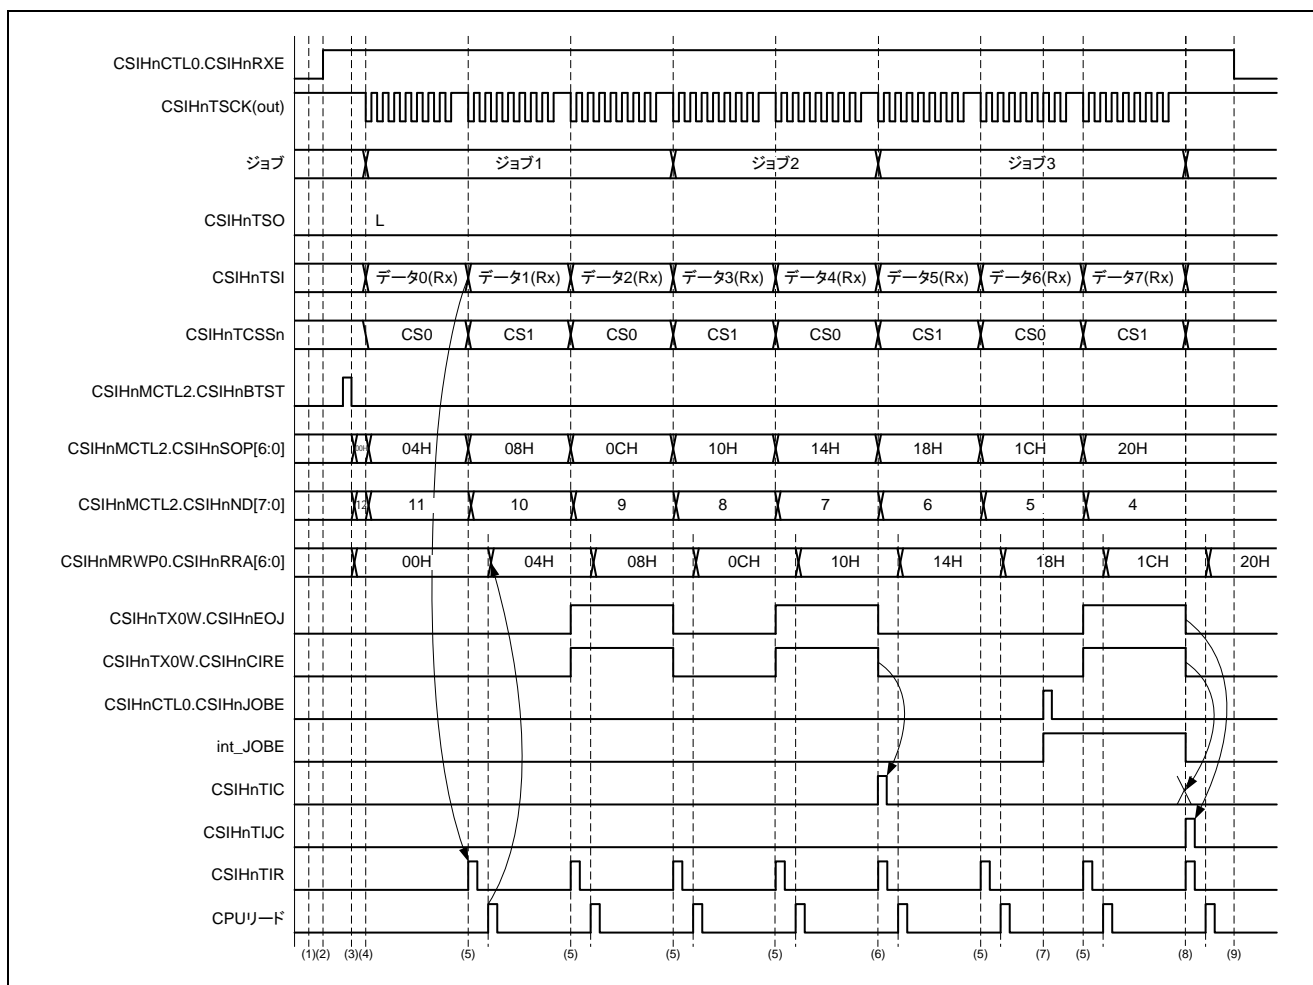 CSIHnCTL0.CSIHnRXE
CSIHnTSCK(out)
ジョブ ジョブ1 ジョブ2 ジョブ3
CSIHnTSO L
CSIHnTSI データ0(Rx) データ1(Rx) データ2(Rx) データ3(Rx) データ4(Rx) データ5(Rx) データ6(Rx) データ7(Rx)
CSIHnTCSSn CS0 CS1 CS0 CS1 CS0 CS1 CS0 CS1
CSIHnMCTL2.CSIHnBTST
CSIHnMCTL2.CSIHnSOP[6:0] 04H 08H 0CH 10H 14H 18H 1CH 20H
CSIHnMCTL2.CSIHnND[7:0] 12 11 10 9 8 7 6 5 4
CSIHnMRWP0.CSIHnRRA[6:0] 00H 04H 08H 0CH 10H 14H 18H 1CH 20H
CSIHnTX0W.CSIHnEOJ
CSIHnTX0W.CSIHnCIRE
CSIHnCTL0.CSIHnJOBE
int_JOBE
CSIHnTIC
CSIHnTIJC
CSIHnTIR
CPUリード
(1) (2) (3) (4) (5) (5) (5) (5) (6) (5) (7) (5) (8) (9)